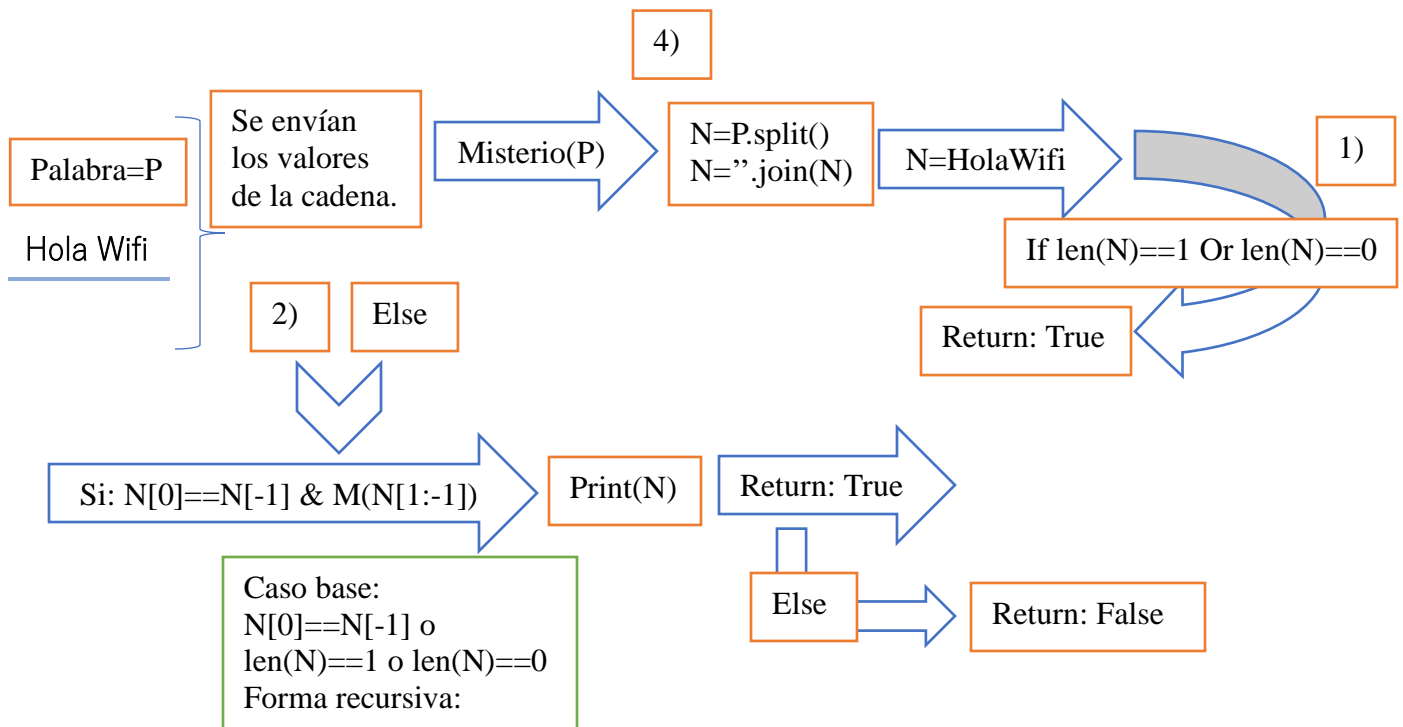 4)
Palabra=P
Hola Wifi
Se envían
los valores
de la cadena.
Misterio(P)
N=P.split()
N=’’.join(N)
N=HolaWifi
1)
If len(N)==1 Or len(N)==0
Return: True
2)
Else
Si: N[0]==N[-1] & M(N[1:-1])
Print(N)
Return: True
Else
Return: False
Caso base:
N[0]==N[-1] o
len(N)==1 o len(N)==0
Forma recursiva: